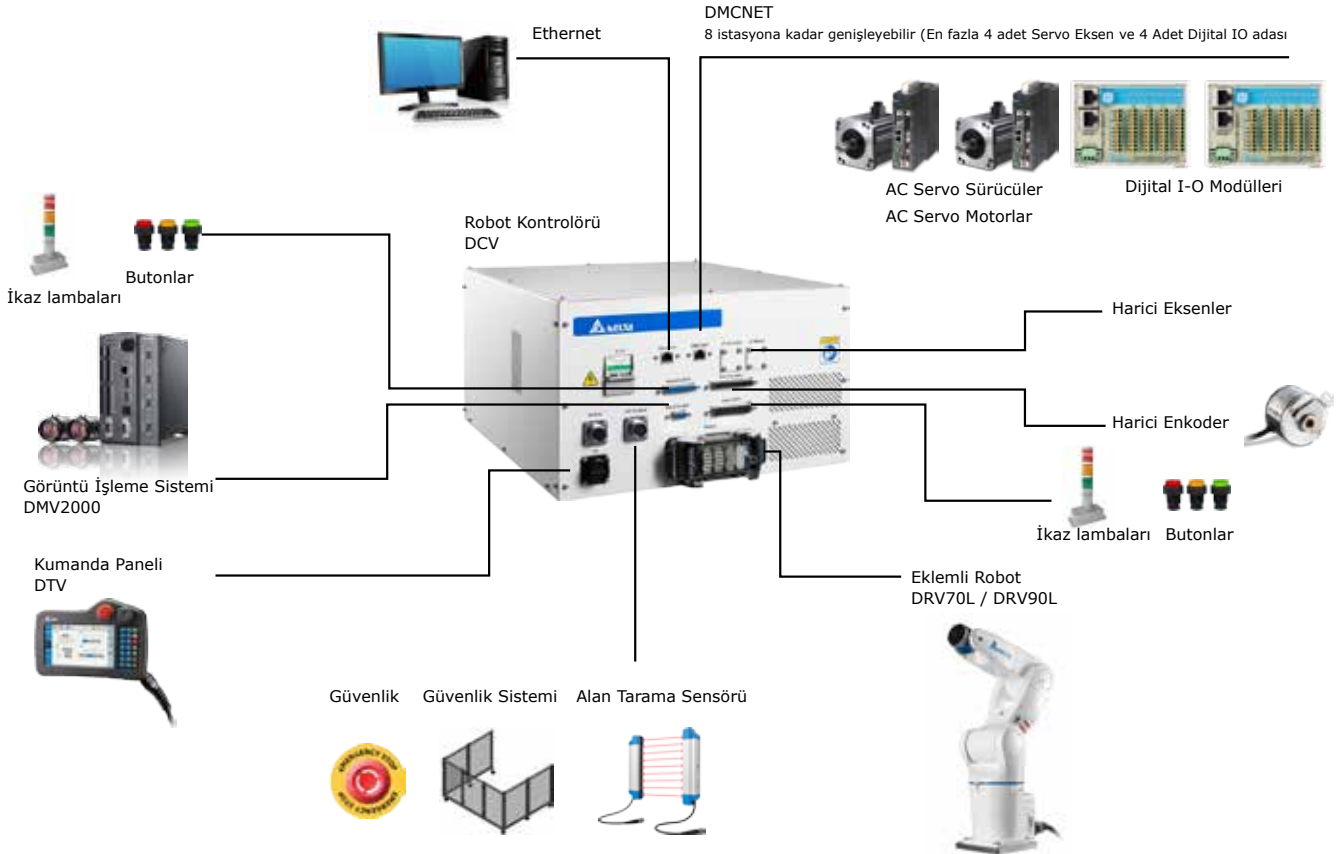 DMCNET
Ethernet
8 istasyona kadar genişleyebilir (En fazla 4 adet Servo Eksen ve 4 Adet Dijital IO adası
AC Servo Sürücüler
AC Servo Motorlar
Dijital I-O Modülleri
Robot Kontrolörü
DCV
Butonlar
İkaz lambaları
Harici Eksenler
Harici Enkoder
Görüntü İşleme Sistemi
DMV2000
İkaz lambaları
Butonlar
Kumanda Paneli
DTV
Eklemli Robot
DRV70L / DRV90L
Güvenlik
Güvenlik Sistemi
Alan Tarama Sensörü
EMERGENCY STOP